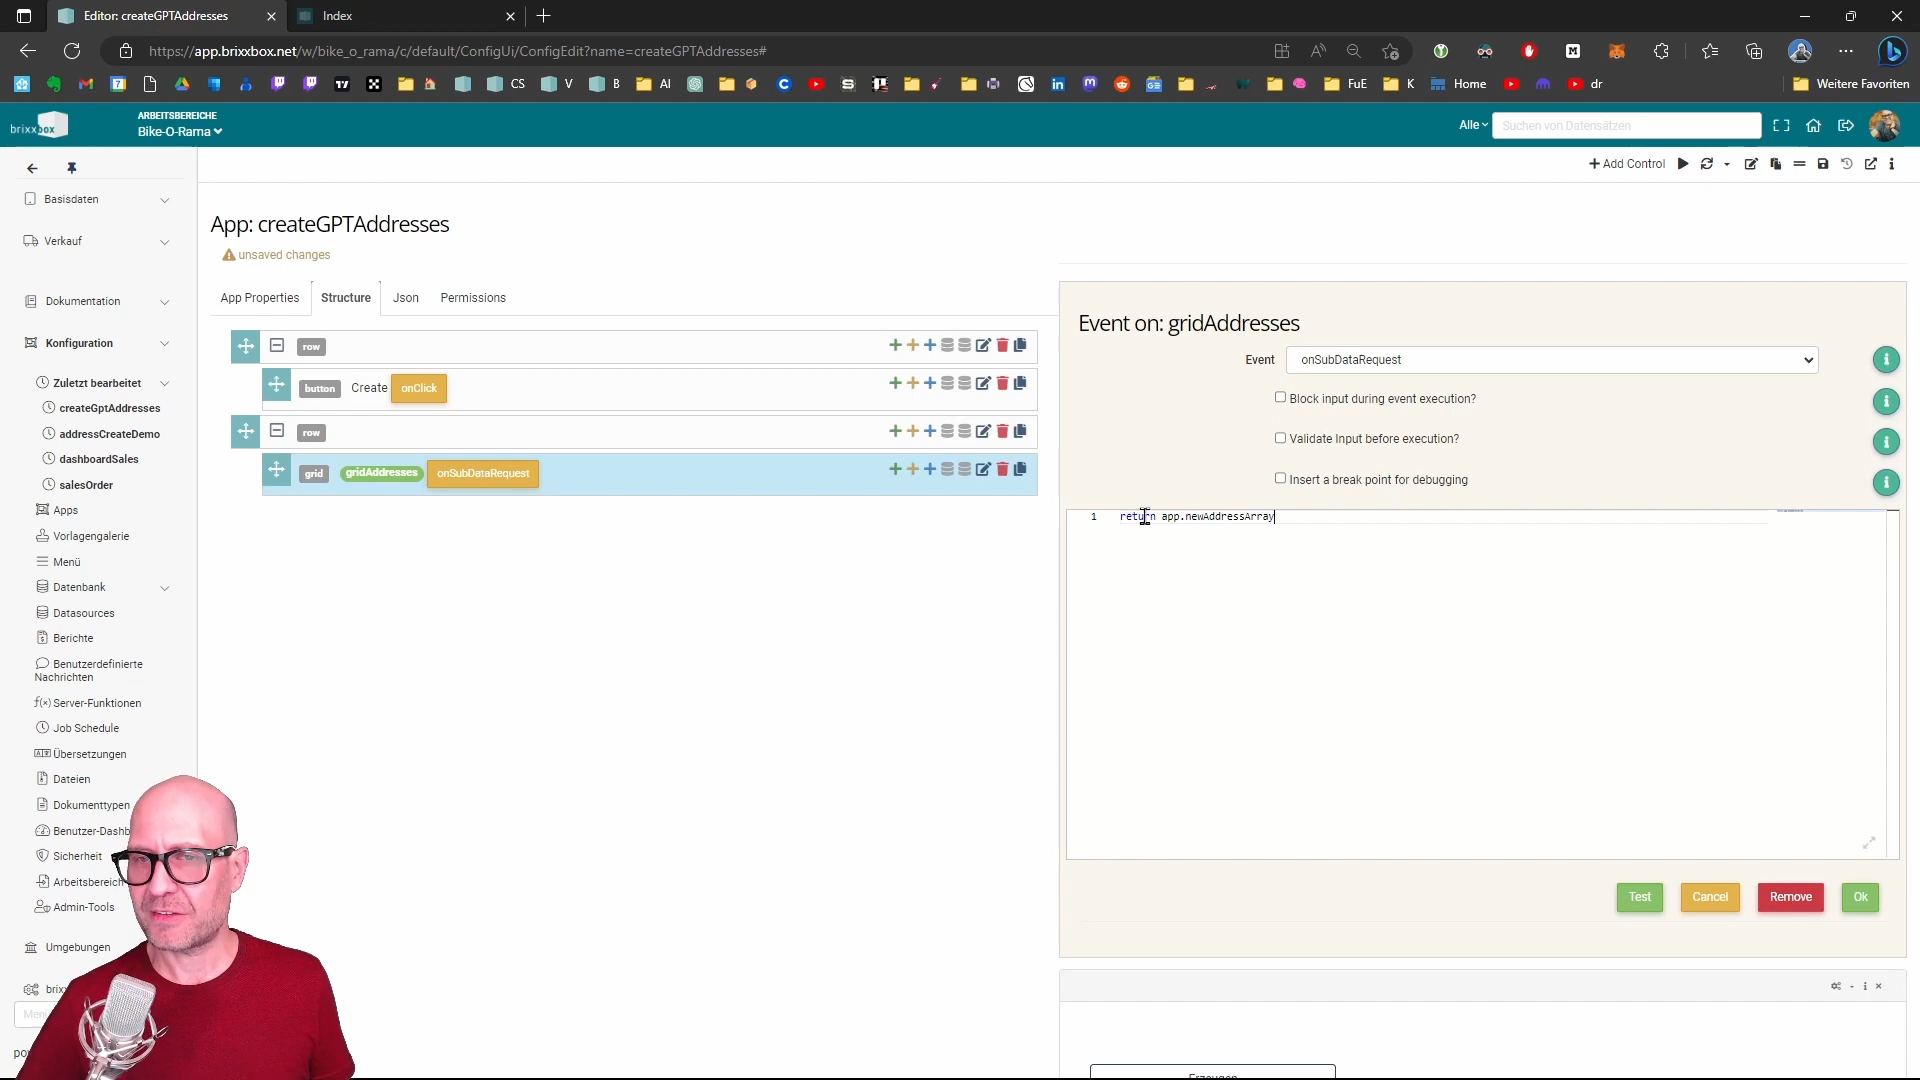 Editor: createGPTAddresses
Index
https://app.brixxbox.net/w/bike_o_rama/c/default/ConfigUi/ConfigEdit?name=createGPTAddresses#
CS
V
B
AI
FuE
K
Home
dr
Weitere Favoriten
brixxbox
ARBEITSBEREICHE
Bike-O-Rama
Alle
Suchen von Datensätzen
Add Control
Basisdaten
Verkauf
Dokumentation
Konfiguration
Zuletzt bearbeitet
createGptAddresses
addressCreateDemo
dashboardSales
salesOrder
Apps
Vorlagengalerie
Menü
Datenbank
Datasources
Berichte
Benutzerdefinierte
Nachrichten
f(x) Server-Funktionen
Job Schedule
Übersetzungen
Dateien
Dokumenttypen
Benutzer-Dashb
Sicherheit
Arbeitsbereich
Admin-Tools
Umgebungen
brixx
Men
po
App: createGPTAddresses
unsaved changes
App Properties
Structure
Json
Permissions
row
button Create onClick
row
grid gridAddresses onSubDataRequest
Event on: gridAddresses
Event
onSubDataRequest
Block input during event execution?
Validate Input before execution?
Insert a break point for debugging
1 return app.newAddressArray
Test
Cancel
Remove
Ok
Erzeugen